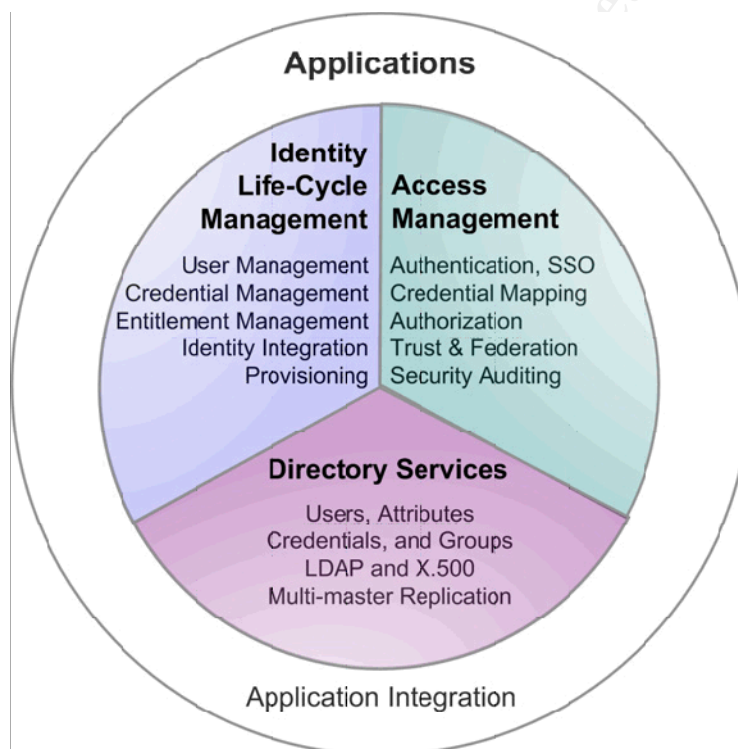 Applications
Identity
Life-Cycle
Management
User Management
Credential Management
Entitlement Management
Identity Integration
Provisioning
Access
Management
Authentication, SSO
Credential Mapping
Authorization
Trust & Federation
Security Auditing
Directory Services
Users, Attributes
Credentials, and Groups
LDAP and X.500
Multi-master Replication
Application Integration